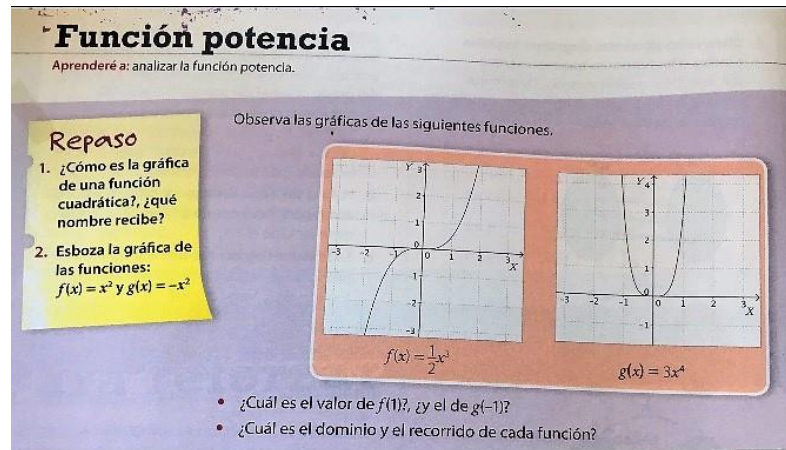 Función potencia
Aprenderé a: analizar la función potencia.
Repaso
1. ¿Cómo es la gráfica
de una función
cuadrática?, ¿qué
nombre recibe?
2. Esboza la gráfica de
las funciones:
f(x) = x² y g(x) = −x²
Observa las gráficas de las siguientes funciones.
Y
3
2
1
0
-3 -2 -1 0 1 2 3
X
-1
-2
-3
f(x) = 1/2 x³
Y
4
3
2
1
0
-3 -2 -1 0 1 2 3
X
-1
g(x) = 3x⁴
• ¿Cuál es el valor de f(1)?, ¿y el de g(−1)?
• ¿Cuál es el dominio y el recorrido de cada función?